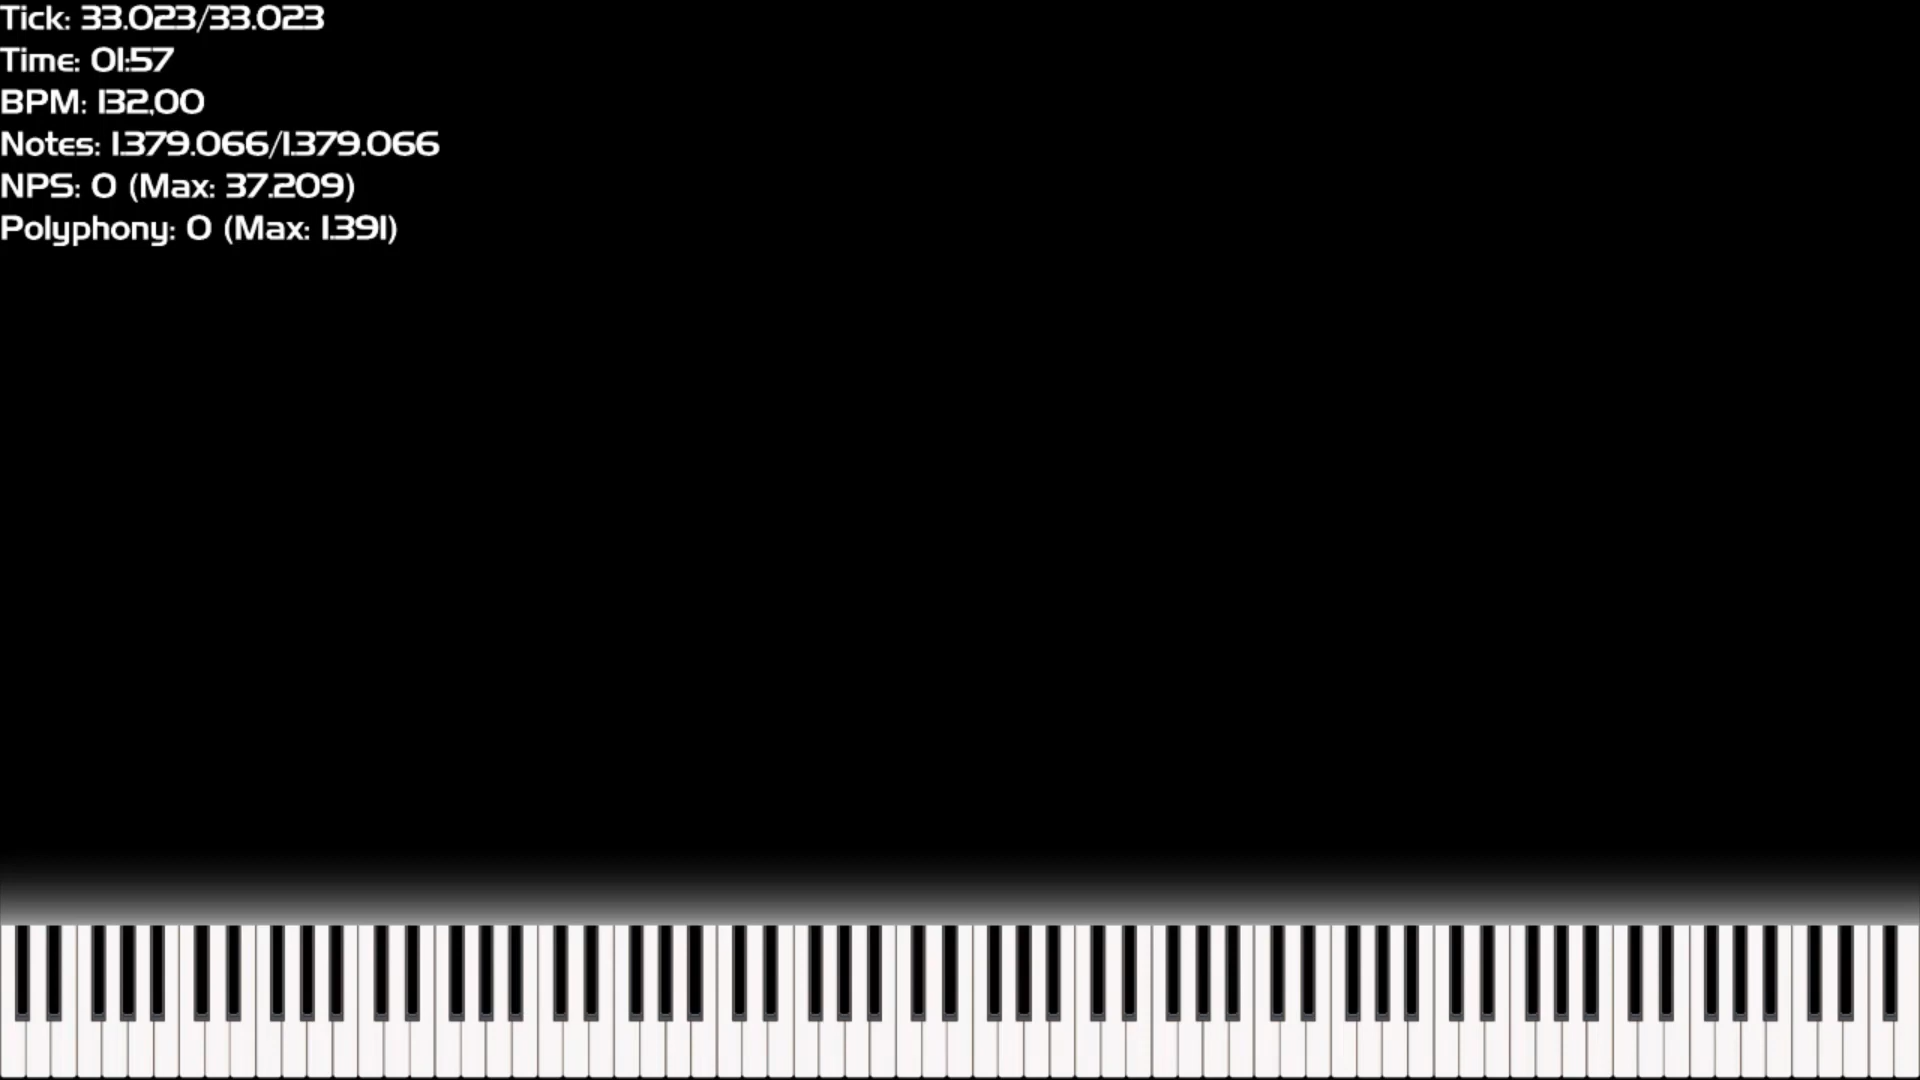 Tick: 33.023/33.023
Time: 01:57
BPM: 132,00
Notes: 1.379.066/1.379.066
NPS: 0 (Max: 37.209)
Polyphony: 0 (Max: 1.391)